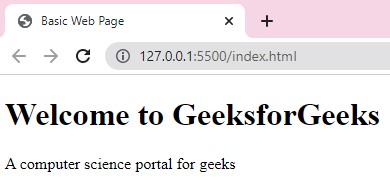 Basic Web Page
127.0.0.1:5500/index.html
Welcome to GeeksforGeeks
A computer science portal for geeks